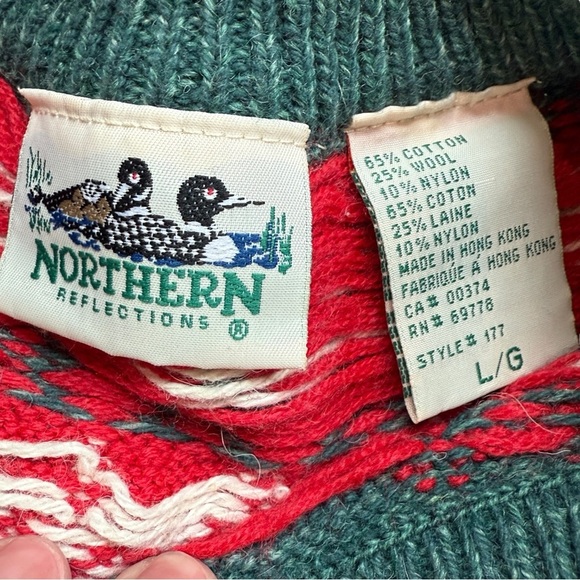 NORTHERN
REFLECTIONS ®
65% COTTON
25% WOOL
10% NYLON
65% COTON
25% LAINE
10% NYLON
MADE IN HONG KONG
FABRIQUE À HONG KONG
CA# 00374
RN# 69778
STYLE# 177
L/G